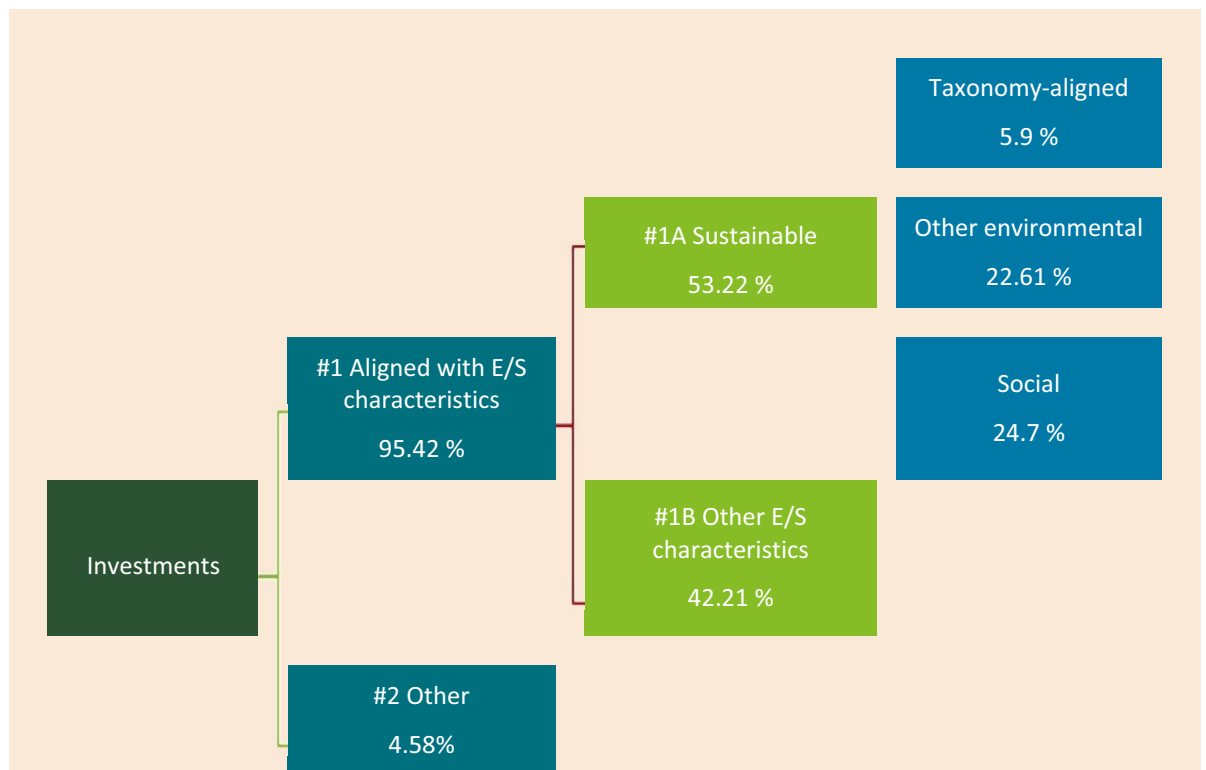 Investments
#1 Aligned with E/S
characteristics
95.42 %
#2 Other
4.58%
#1A Sustainable
53.22 %
#1B Other E/S
characteristics
42.21 %
Taxonomy-aligned
5.9 %
Other environmental
22.61 %
Social
24.7 %